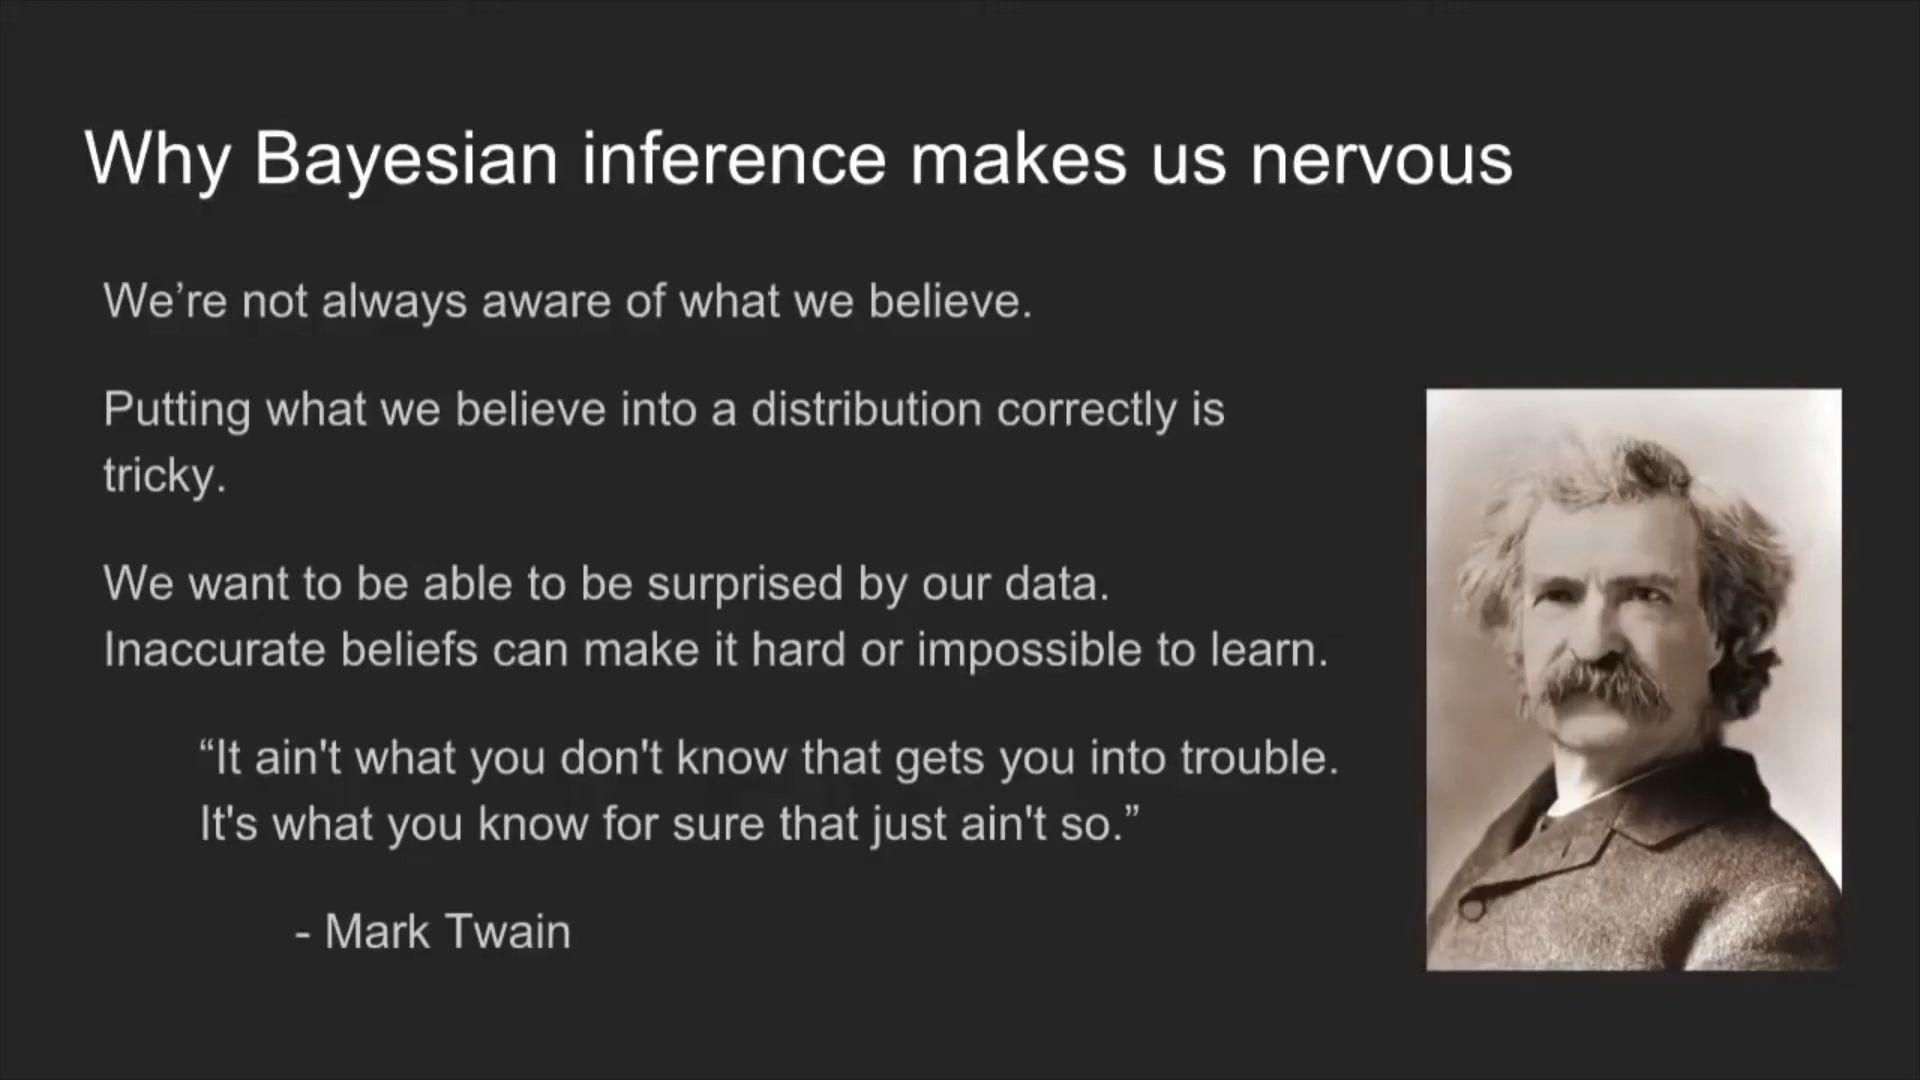 Why Bayesian inference makes us nervous
We’re not always aware of what we believe.
Putting what we believe into a distribution correctly is
tricky.
We want to be able to be surprised by our data.
Inaccurate beliefs can make it hard or impossible to learn.
“It ain't what you don't know that gets you into trouble.
It's what you know for sure that just ain't so.”
- Mark Twain